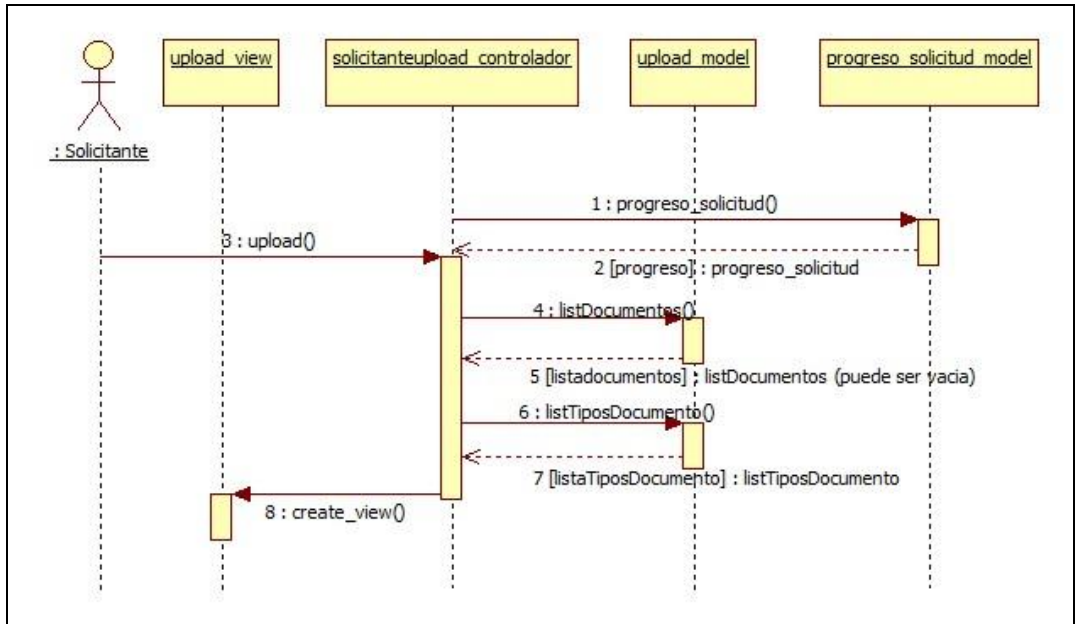 upload_view
solicitanteupload_controlador
upload_model
progreso_solicitud_model
: Solicitante
1 : progreso_solicitud()
3 : upload()
2 [progreso] : progreso_solicitud
4 : listDocumentos()
5 [listadocumentos] : listDocumentos (puede ser vacia)
6 : listTiposDocumento()
7 [listaTiposDocumento] : listTiposDocumento
8 : create_view()